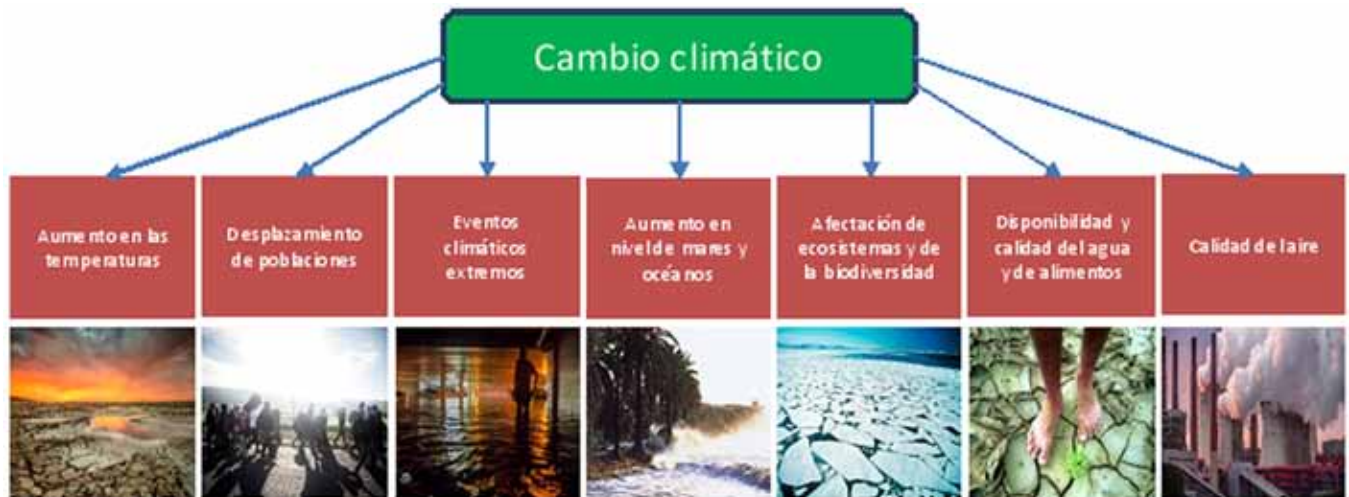 Cambio climático
Aumento en las
temperaturas
Desplazamiento
de poblaciones
Eventos
climáticos
extremos
Aumento en
nivel de mares y
océanos
Afectación de
ecosistemas y de
la biodiversidad
Disponibilidad y
calidad del agua
y de alimentos
Calidad del aire